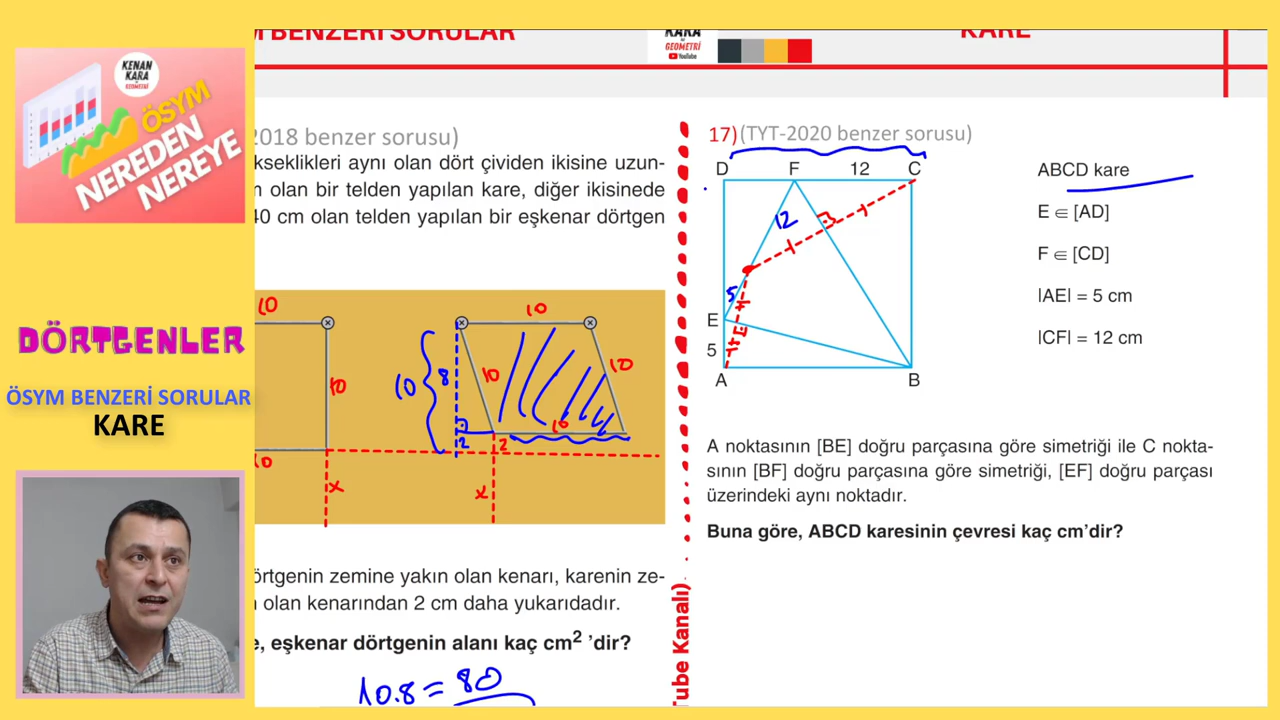 M BENZERİ SORULAR
KARA
GEOMETRİ
YouTube
KARE
KENAN
KARA
GEOMETRİ
ÖSYM
NEREDEN
NEREYE
DÖRTGENLER
ÖSYM BENZERİ SORULAR
KARE
2018 benzer sorusu)
kseklikleri aynı olan dört çividen ikisine uzun-
m olan bir telden yapılan kare, diğer ikisinede
40 cm olan telden yapılan bir eşkenar dörtgen
10
10
10
x
10
10
8
10
10
10
2
2
x
örtgenin zemine yakın olan kenarı, karenin ze-
n olan kenarından 2 cm daha yukarıdadır.
e, eşkenar dörtgenin alanı kaç cm² 'dir?
10.8 = 80
Tube Kanalı)
17) (TYT-2020 benzer sorusu)
D F 12 C
12
5
E
5
A B
ABCD kare
E ∈ [AD]
F ∈ [CD]
|AE| = 5 cm
|CF| = 12 cm
A noktasının [BE] doğru parçasına göre simetriği ile C nokta-
sının [BF] doğru parçasına göre simetriği, [EF] doğru parçası
üzerindeki aynı noktadır.
Buna göre, ABCD karesinin çevresi kaç cm'dir?